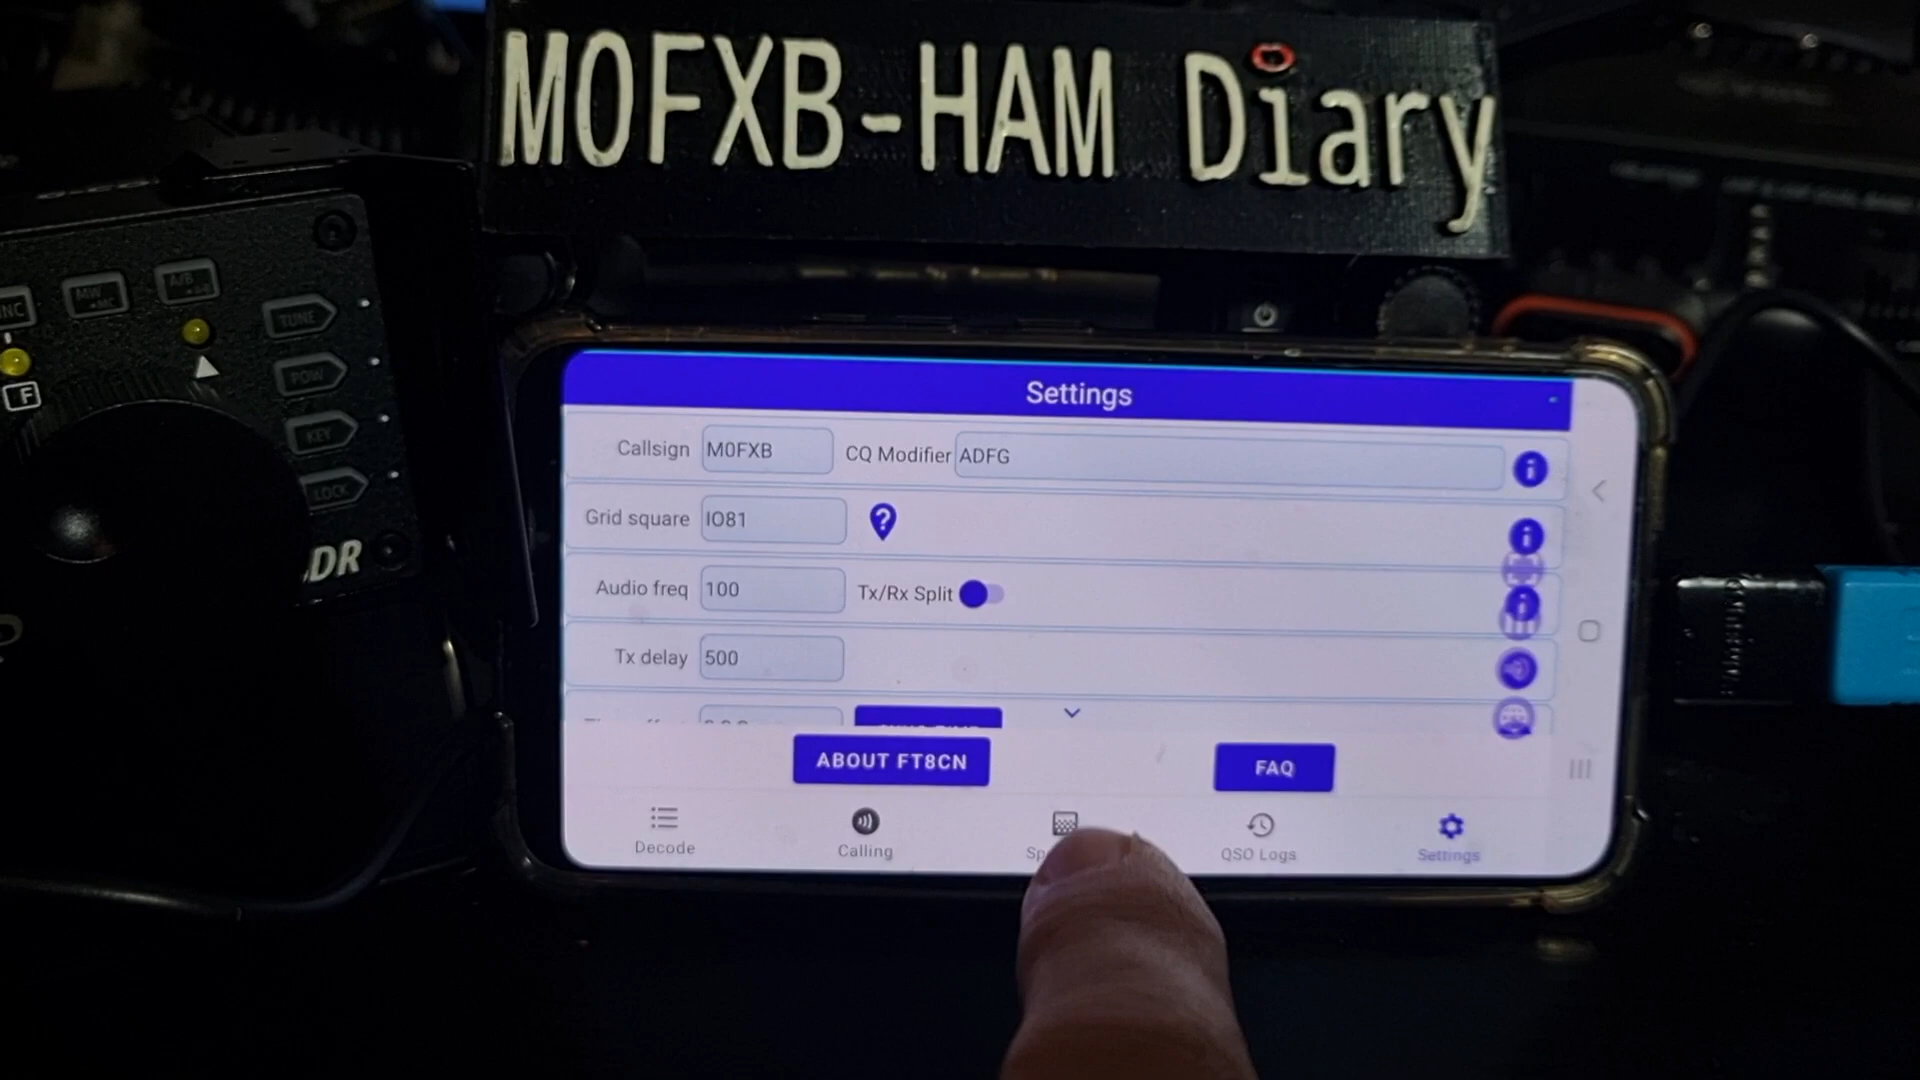 M0FXB-HAM Diary
A/B
TUNE
POW
KEY
LOCK
F
DR
Settings
Callsign M0FXB CQ Modifier ADFG
Grid square IO81
Audio freq 100 Tx/Rx Split
Tx delay 500
ABOUT FT8CN FAQ
Decode Calling QSO Logs Settings